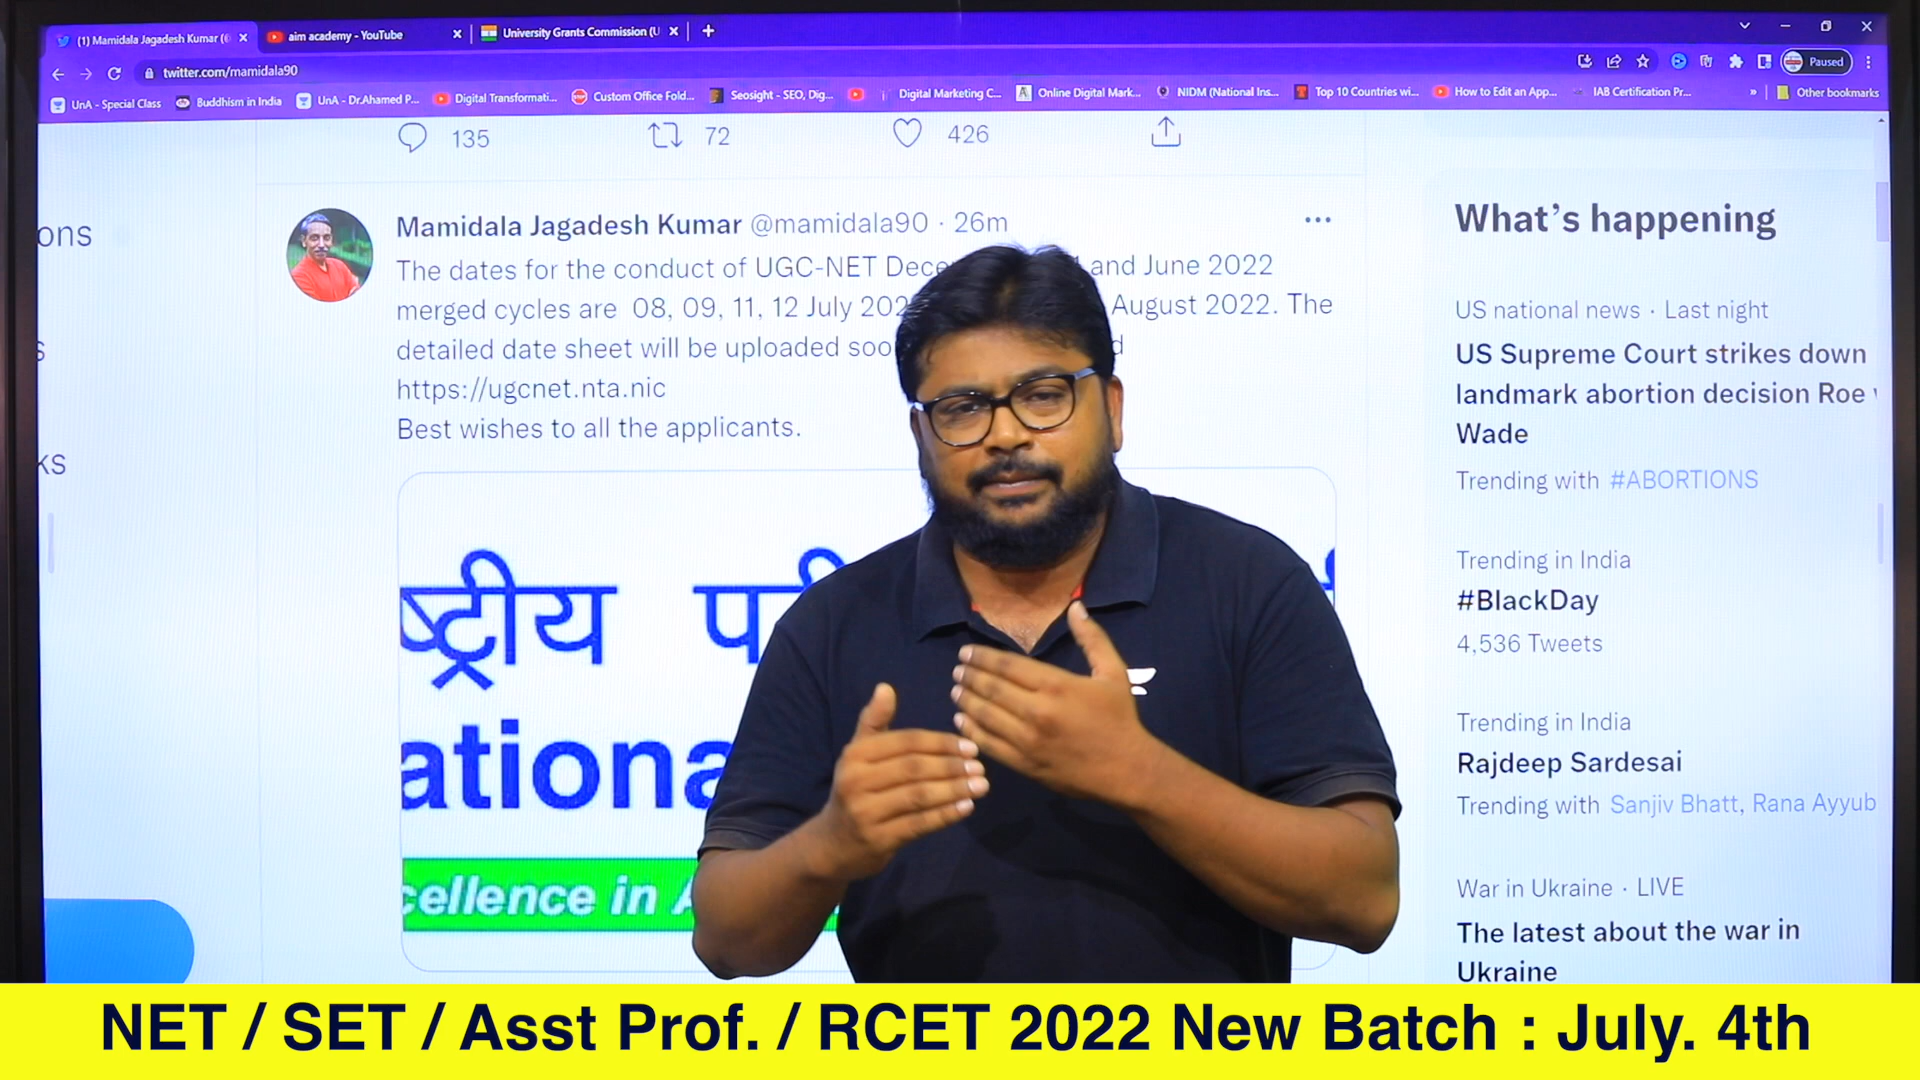 (1) Mamidala Jagadesh Kumar (
aim academy - YouTube
University Grants Commission (U
twitter.com/mamidala90
Paused
UnA - Special Class
Buddhism in India
UnA - Dr.Ahamed P...
Digital Transformati...
Custom Office Fold...
Seosight - SEO, Dig...
Digital Marketing C...
Online Digital Mark...
NIDM (National Ins...
Top 10 Countries wi...
How to Edit an App...
IAB Certification Pr...
»
Other bookmarks
135
72
426
ons
s
ks
Mamidala Jagadesh Kumar @mamidala90 · 26m
The dates for the conduct of UGC-NET Dece and June 2022
merged cycles are 08, 09, 11, 12 July 202 August 2022. The
detailed date sheet will be uploaded soo
https://ugcnet.nta.nic
Best wishes to all the applicants.
ष्ट्रीय परी
ationa
cellence in A
What's happening
US national news · Last night
US Supreme Court strikes down
landmark abortion decision Roe v
Wade
Trending with #ABORTIONS
Trending in India
#BlackDay
4,536 Tweets
Trending in India
Rajdeep Sardesai
Trending with Sanjiv Bhatt, Rana Ayyub
War in Ukraine · LIVE
The latest about the war in
Ukraine
NET / SET / Asst Prof. / RCET 2022 New Batch : July. 4th